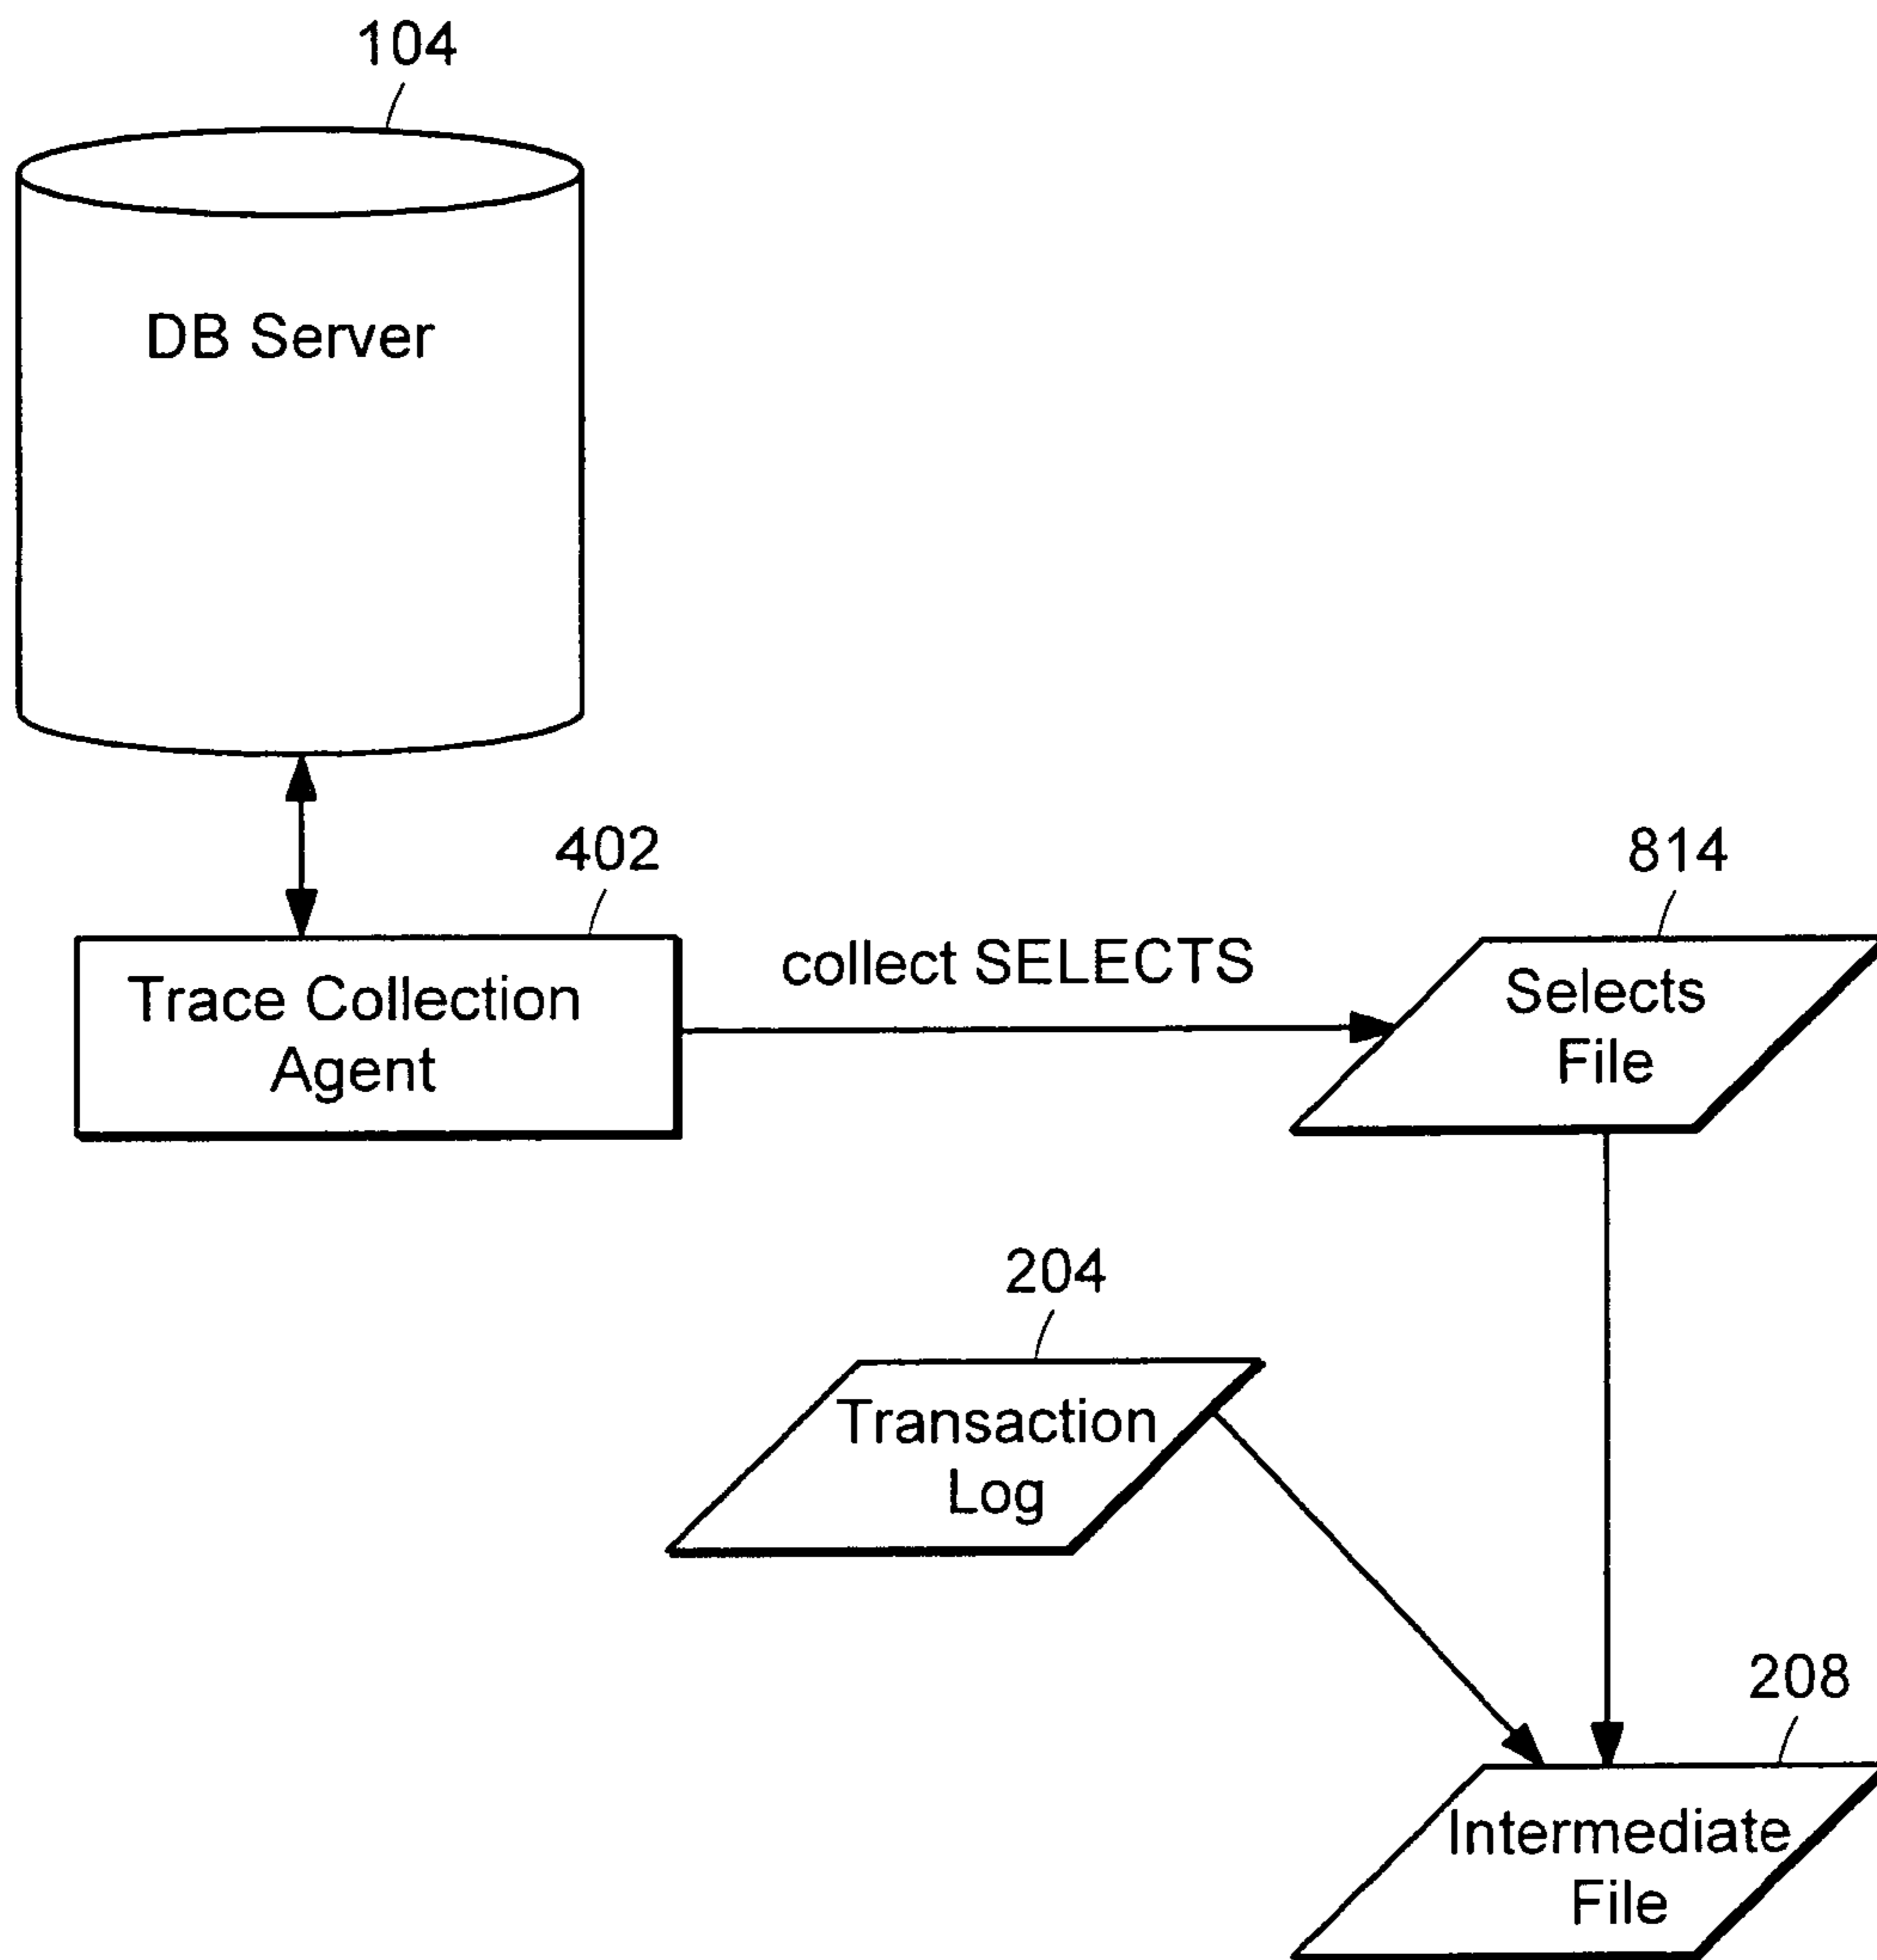 104
DB Server
402
814
Trace Collection
Agent
collect SELECTS
Selects
File
204
Transaction
Log
208
Intermediate
File